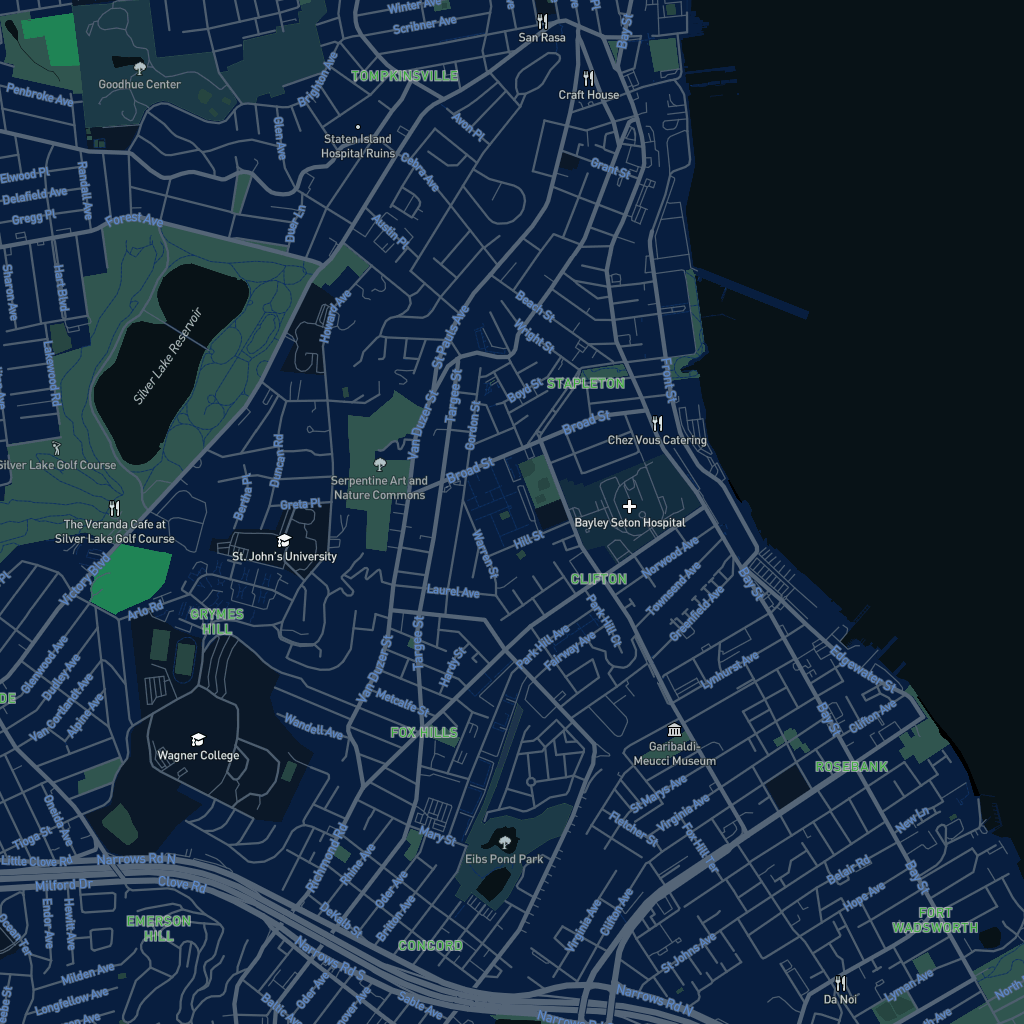 Winter Ave
Scribner Ave
Bay St
San Rasa
TOMPKINSVILLE
Goodhue Center
Brighton Ave
Craft House
Penbroke Ave
Glen Ave
Staten Island
Hospital Ruins
Avon Pl
Cebra Ave
Grant St
Elwood Pl
Delafield Ave
Gregg Pl
Randall Ave
Forest Ave
Duer Ln
Austin Pl
Sharon Ave
Hart Blvd
Howard Ave
Beach St
Wright St
Silver Lake Reservoir
St Pauls Ave
Lakewood Rd
Targee St
Gordon St
Van Duzer St
Boyd St
STAPLETON
Front St
Broad St
Chez Vous Catering
Silver Lake Golf Course
Duncan Rd
Serpentine Art and
Nature Commons
Broad St
Bertha Pl
Greta Pl
The Veranda Cafe at
Silver Lake Golf Course
Bayley Seton Hospital
St. John's University
Warren St
Hill St
Norwood Ave
Victory Blvd
Arlo Rd
Laurel Ave
CLIFTON
Townsend Ave
Greenfield Ave
Bay St
GRYMES
HILL
Park Hill Ct
Park Hill Ave
Fairway Ave
Van Duzer St
Targee St
Handy St
Glenwood Ave
Dudley Ave
Van Cortlandt Ave
Alpine Ave
Lynhurst Ave
Edgewater St
Metcalfe St
Wandell Ave
FOX HILLS
Bay St
Clifton Ave
Wagner College
Garibaldi-
Meucci Museum
ROSEBANK
St Marys Ave
Virginia Ave
Fletcher St
Tompkins
Oneida Ave
Tioga St
Mary St
Eibs Pond Park
New Ln
Little Clove Rd
Narrows Rd N
Milford Dr
Clove Rd
Richmond Rd
Rhine Ave
Oder Ave
Britton Ave
Belair Rd
Hope Ave
Bay St
Hewitt Ave
Endor Ave
EMERSON
HILL
DeKalb St
CONCORD
Virginia Ave
Olton Ave
FORT
WADSWORTH
Narrows Rd S
St Johns Ave
Milden Ave
Longfellow Ave
Baltic Ave
Oder Ave
Sable Ave
Narrows Rd N
Da Noi
Lyman Ave
North